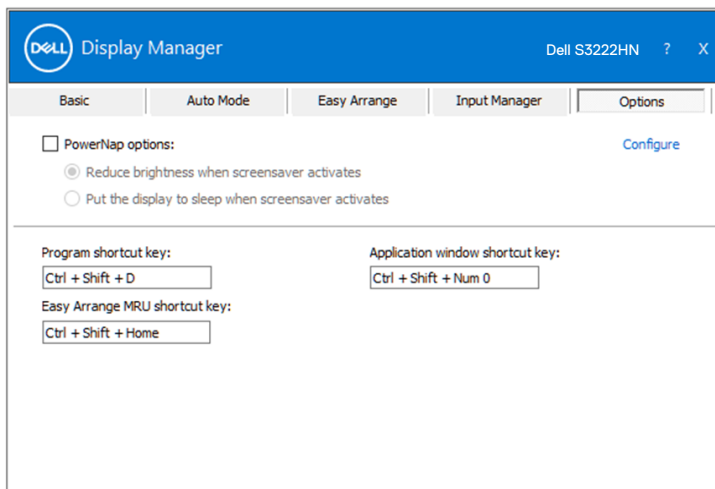 DELL Display Manager Dell S3222HN ? X
Basic Auto Mode Easy Arrange Input Manager Options
PowerNap options: Configure
Reduce brightness when screensaver activates
Put the display to sleep when screensaver activates
Program shortcut key: Application window shortcut key:
Ctrl + Shift + D Ctrl + Shift + Num 0
Easy Arrange MRU shortcut key:
Ctrl + Shift + Home